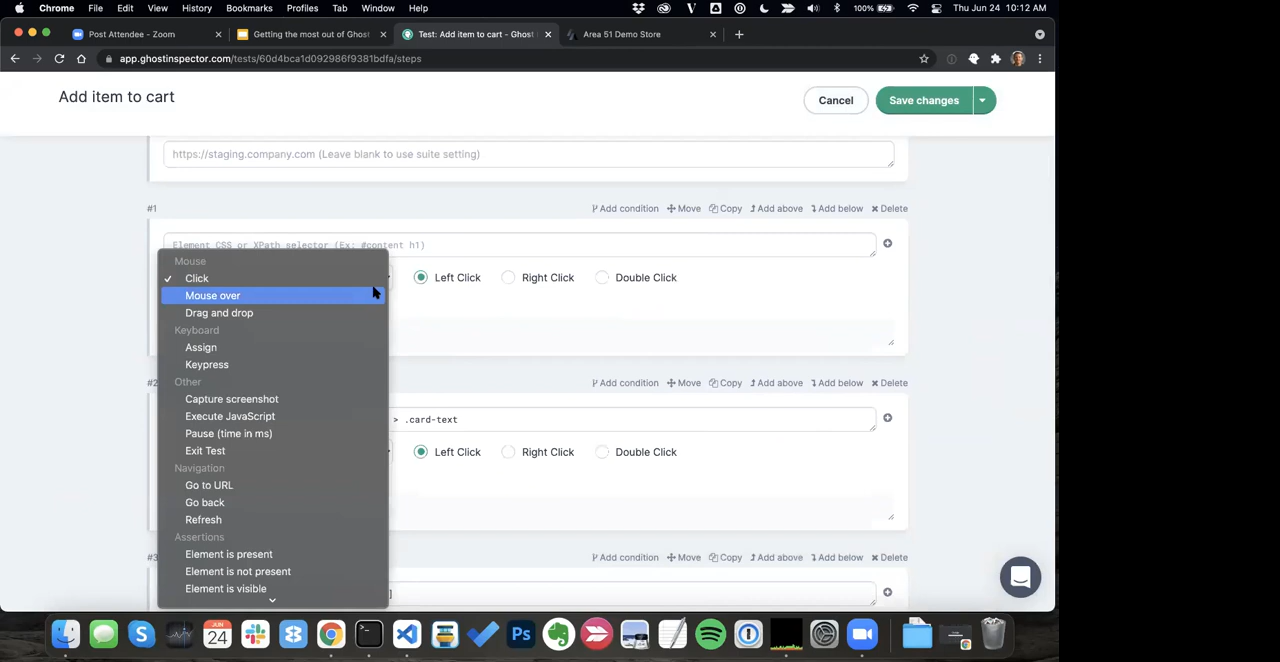 Chrome File Edit View History Bookmarks Profiles Tab Window Help 100% Thu Jun 24 10:12 AM
Post Attendee - Zoom Getting the most out of Ghost Test: Add item to cart - Ghost Area 51 Demo Store
app.ghostinspector.com/tests/60d4bca1d092986f9381bdfa/steps
Add item to cart Cancel Save changes
https://staging.company.com (Leave blank to use suite setting)
#1 Add condition Move Copy Add above Add below Delete
Element CSS or XPath selector (Ex: #content h1)
Mouse
Click Left Click Right Click Double Click
Mouse over
Drag and drop
Keyboard
Assign
Keypress
Other
#2 Add condition Move Copy Add above Add below Delete
Capture screenshot
Execute JavaScript > .card-text
Pause (time in ms)
Exit Test Left Click Right Click Double Click
Navigation
Go to URL
Go back
Refresh
Assertions
Element is present
#3 Add condition Move Copy Add above Add below Delete
Element is not present
Element is visible ]
JUN
24